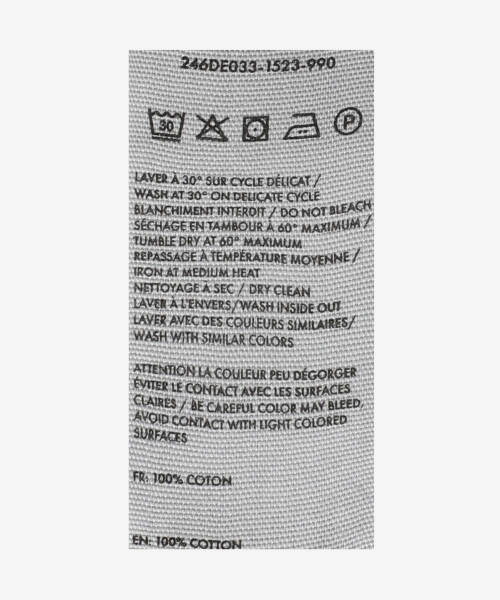 246DE033-1523-990
30 P
LAVER À 30° SUR CYCLE DÉLICAT /
WASH AT 30° ON DELICATE CYCLE
BLANCHIMENT INTERDIT / DO NOT BLEACH
SÉCHAGE EN TAMBOUR À 60° MAXIMUM /
TUMBLE DRY AT 60° MAXIMUM
REPASSAGE À TEMPÉRATURE MOYENNE /
IRON AT MEDIUM HEAT
NETTOYAGE À SEC / DRY CLEAN
LAVER À L'ENVERS/WASH INSIDE OUT
LAVER AVEC DES COULEURS SIMILAIRES/
WASH WITH SIMILAR COLORS
ATTENTION LA COULEUR PEU DÉGORGER
ÉVITER LE CONTACT AVEC LES SURFACES
CLAIRES / BE CAREFUL COLOR MAY BLEED,
AVOID CONTACT WITH LIGHT COLORED
SURFACES
FR: 100% COTON
EN: 100% COTTON